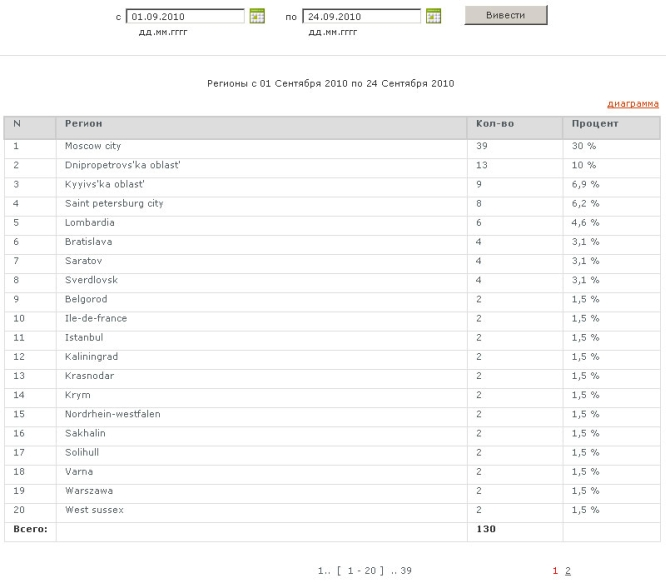 с 01.09.2010 по 24.09.2010 Вивести
дд.мм.гггг дд.мм.гггг
Регионы с 01 Сентября 2010 по 24 Сентября 2010
диаграмма
N Регион Кол-во Процент
1 Moscow city 39 30 %
2 Dnipropetrovs'ka oblast' 13 10 %
3 Kyyivs'ka oblast' 9 6,9 %
4 Saint petersburg city 8 6,2 %
5 Lombardia 6 4,6 %
6 Bratislava 4 3,1 %
7 Saratov 4 3,1 %
8 Sverdlovsk 4 3,1 %
9 Belgorod 2 1,5 %
10 Ile-de-france 2 1,5 %
11 Istanbul 2 1,5 %
12 Kaliningrad 2 1,5 %
13 Krasnodar 2 1,5 %
14 Krym 2 1,5 %
15 Nordrhein-westfalen 2 1,5 %
16 Sakhalin 2 1,5 %
17 Solihull 2 1,5 %
18 Varna 2 1,5 %
19 Warszawa 2 1,5 %
20 West sussex 2 1,5 %
Всего: 130
1.. [ 1 - 20 ] .. 39 1 2